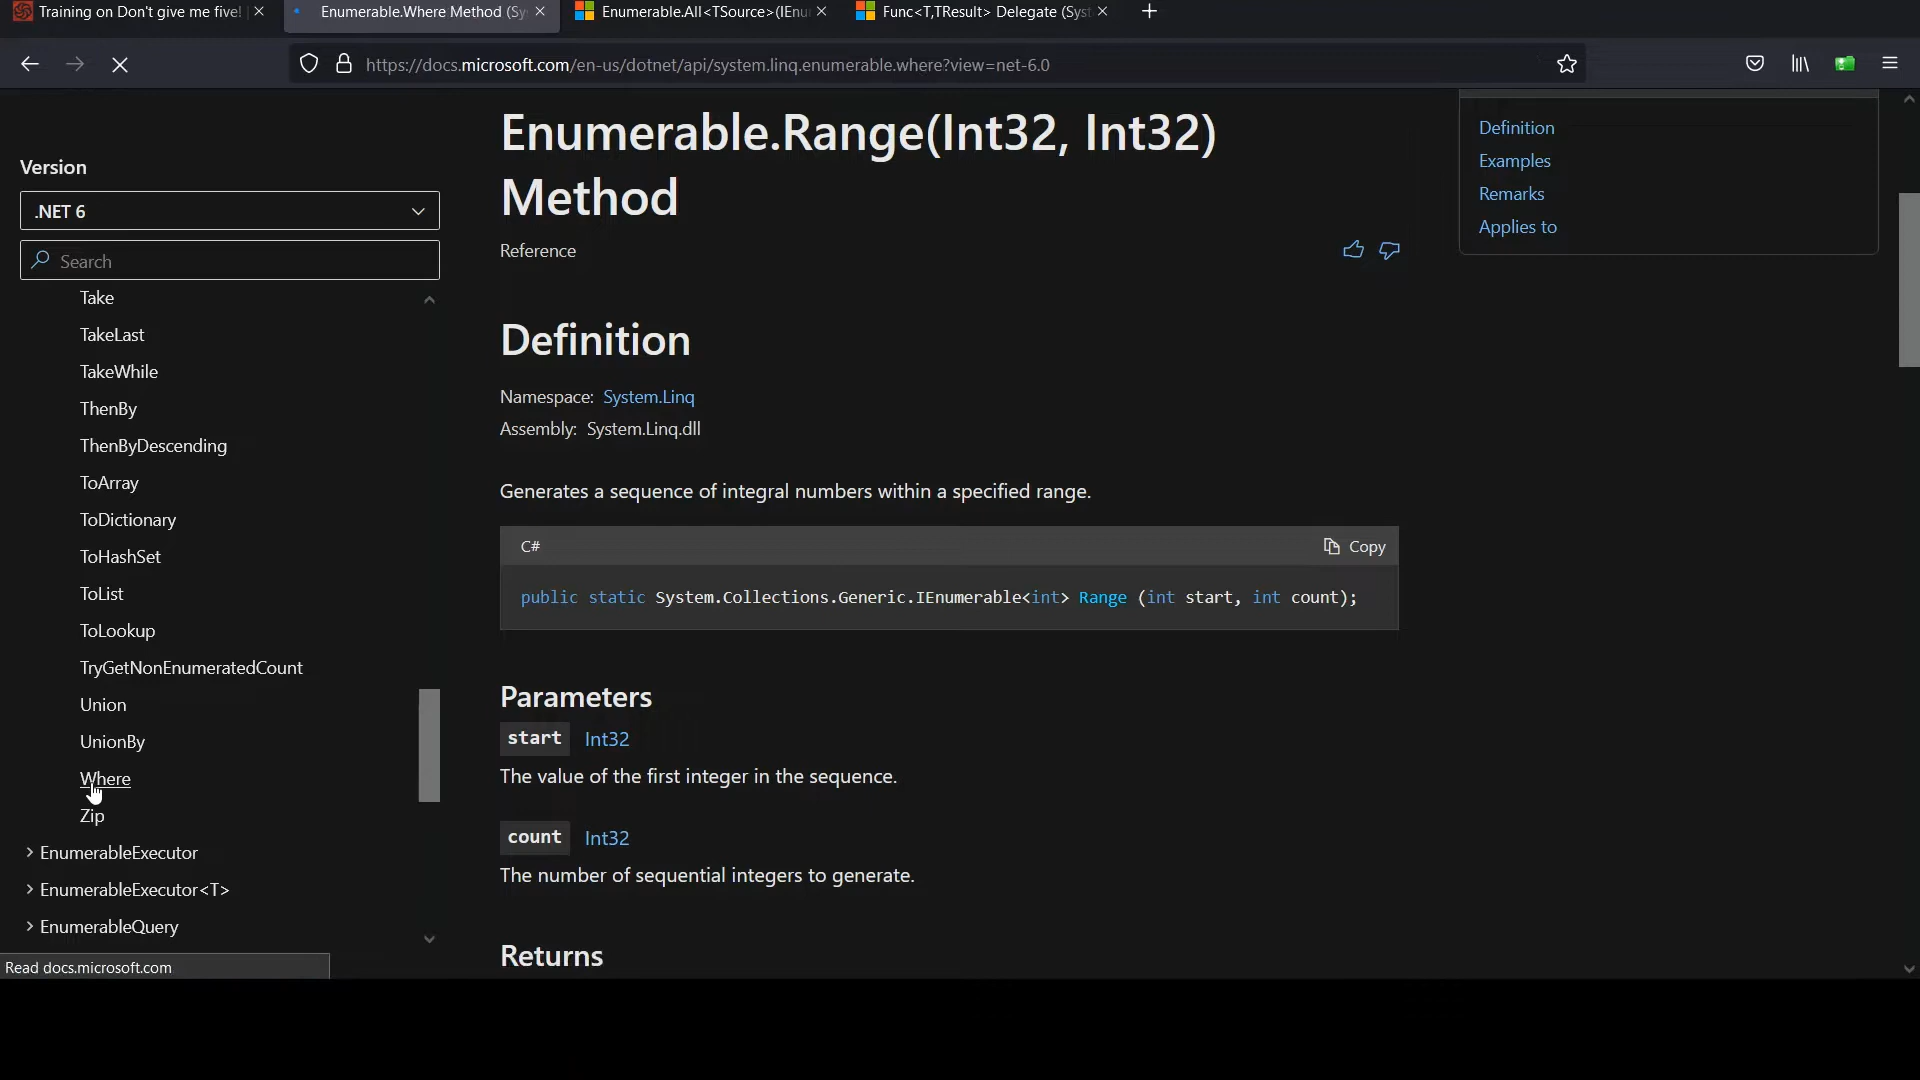 Training on Don't give me five! |
Enumerable.Where Method (Sy
Enumerable.All<TSource>(IEnu
Func<T,TResult> Delegate (Syst
https://docs.microsoft.com/en-us/dotnet/api/system.linq.enumerable.where?view=net-6.0
Version
.NET 6
Search
Take
TakeLast
TakeWhile
ThenBy
ThenByDescending
ToArray
ToDictionary
ToHashSet
ToList
ToLookup
TryGetNonEnumeratedCount
Union
UnionBy
Where
Zip
EnumerableExecutor
EnumerableExecutor<T>
EnumerableQuery
Read docs.microsoft.com
Enumerable.Range(Int32, Int32)
Method
Reference
Definition
Namespace: System.Linq
Assembly: System.Linq.dll
Generates a sequence of integral numbers within a specified range.
C#
Copy
public static System.Collections.Generic.IEnumerable<int> Range (int start, int count);
Parameters
start Int32
The value of the first integer in the sequence.
count Int32
The number of sequential integers to generate.
Returns
Definition
Examples
Remarks
Applies to